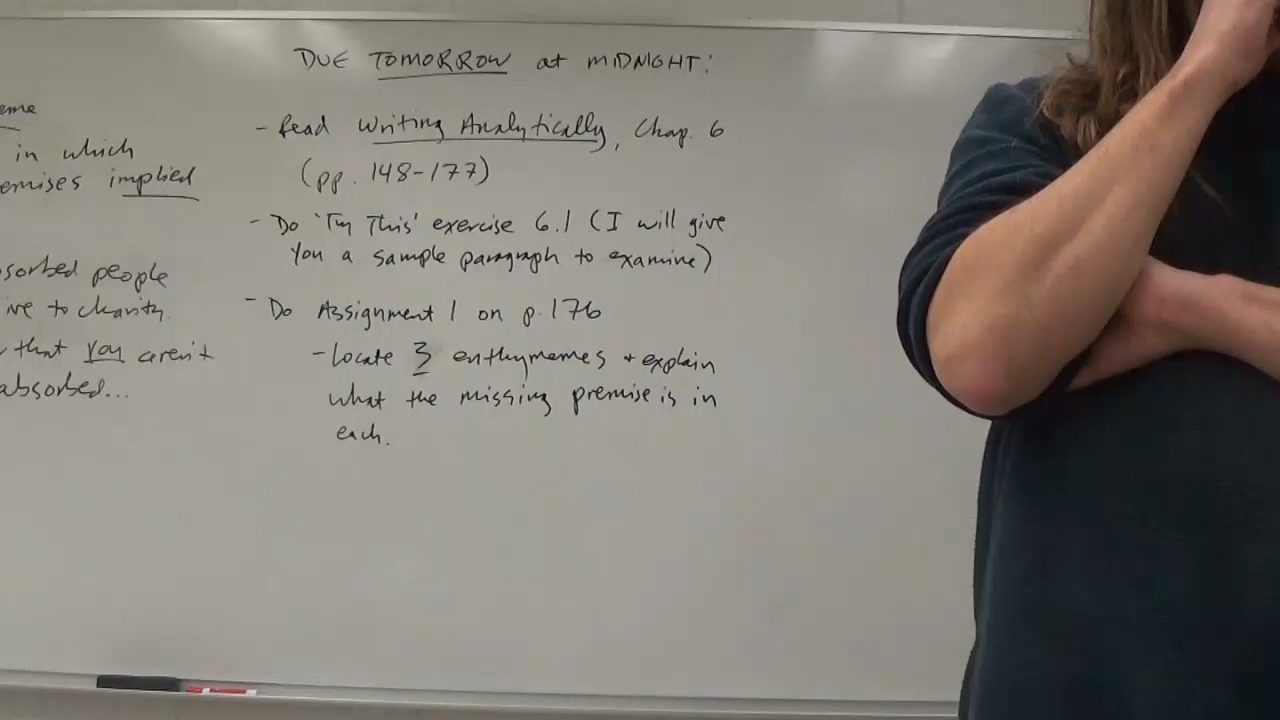 eme
in which
emises implied
sorbed people
ive to charity.
that you aren't
absorbed...
DUE TOMORROW at MIDNIGHT:
- Read Writing Analytically, Chap. 6
(pp. 148-177)
- Do 'Try This' exercise 6.1 (I will give
you a sample paragraph to examine)
- Do Assignment 1 on p. 176
- Locate 3 enthymemes + explain
what the missing premise is in
each.